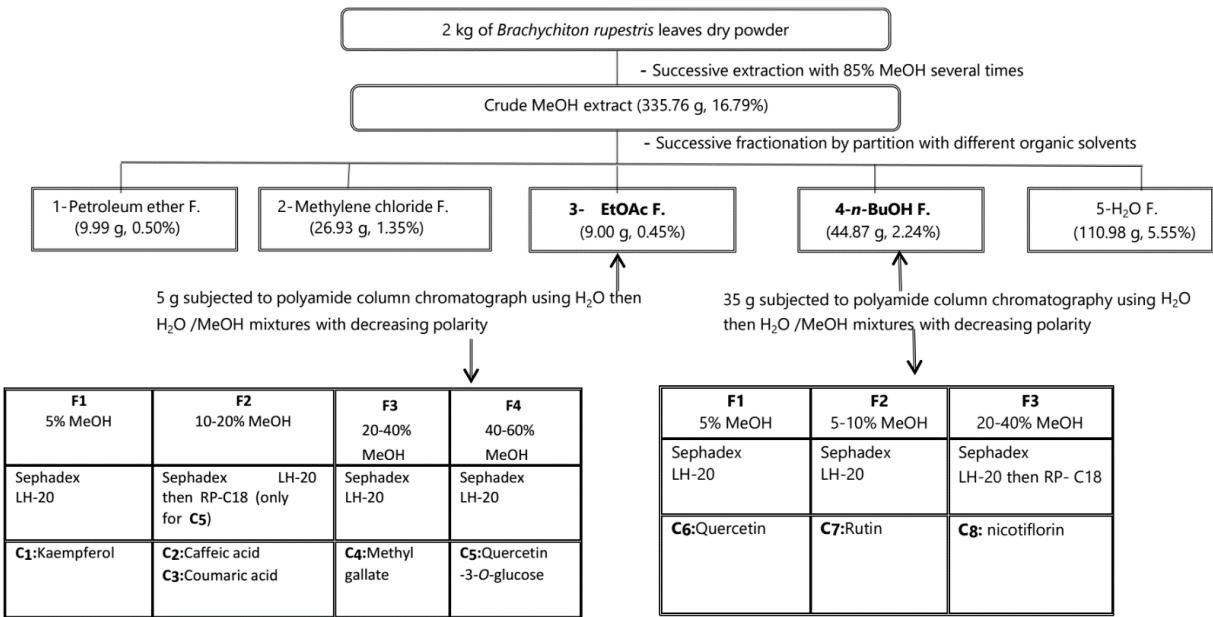 2 kg of Brachychiton rupestris leaves dry powder
- Successive extraction with 85% MeOH several times
Crude MeOH extract (335.76 g, 16.79%)
- Successive fractionation by partition with different organic solvents
1-Petroleum ether F.
(9.99 g, 0.50%)
2-Methylene chloride F.
(26.93 g, 1.35%)
3- EtOAc F.
(9.00 g, 0.45%)
4-n-BuOH F.
(44.87 g, 2.24%)
5-H₂O F.
(110.98 g, 5.55%)
5 g subjected to polyamide column chromatograph using H₂O then
H₂O /MeOH mixtures with decreasing polarity
35 g subjected to polyamide column chromatography using H₂O
then H₂O /MeOH mixtures with decreasing polarity
F1
5% MeOH
F2
10-20% MeOH
F3
20-40%
MeOH
F4
40-60%
MeOH
Sephadex
LH-20
Sephadex LH-20
then RP-C18 (only
for C5)
Sephadex
LH-20
Sephadex
LH-20
C1:Kaempferol
C2:Caffeic acid
C3:Coumaric acid
C4:Methyl
gallate
C5:Quercetin
-3-O-glucose
F1
5% MeOH
F2
5-10% MeOH
F3
20-40% MeOH
Sephadex
LH-20
Sephadex
LH-20
Sephadex
LH-20 then RP- C18
C6:Quercetin
C7:Rutin
C8: nicotiflorin